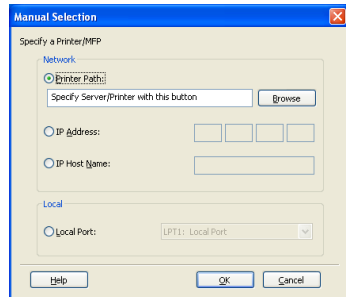 Manual Selection
Specify a Printer/MFP
Network
Printer Path:
Specify Server/Printer with this button
Browse
IP Address:
IP Host Name:
Local
Local Port:
LPT1: Local Port
Help
OK
Cancel